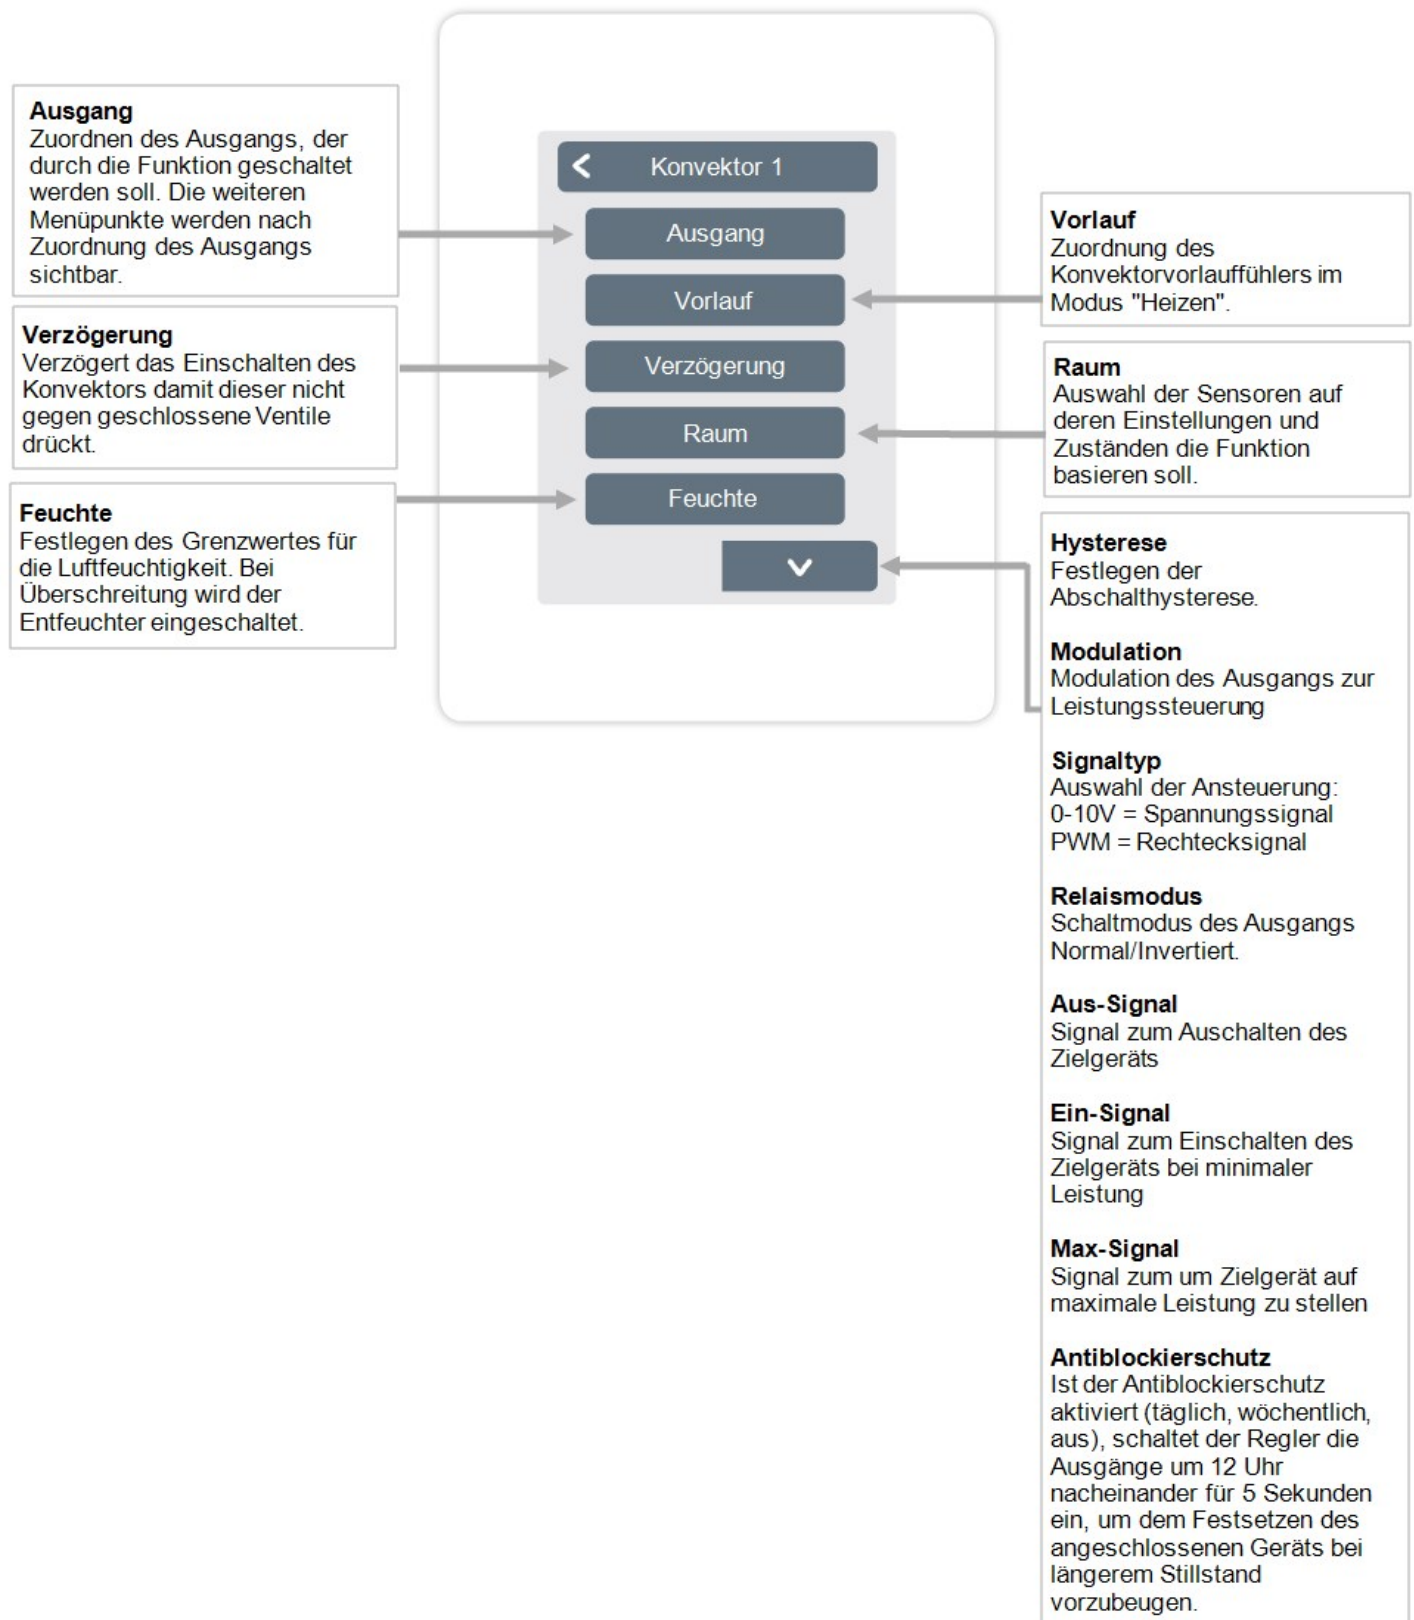 Ausgang
Zuordnen des Ausgangs, der
durch die Funktion geschaltet
werden soll. Die weiteren
Menüpunkte werden nach
Zuordnung des Ausgangs
sichtbar.
Verzögerung
Verzögert das Einschalten des
Konvektors damit dieser nicht
gegen geschlossene Ventile
drückt.
Feuchte
Festlegen des Grenzwertes für
die Luftfeuchtigkeit. Bei
Überschreitung wird der
Entfeuchter eingeschaltet.
Konvektor 1
Ausgang
Vorlauf
Verzögerung
Raum
Feuchte
Vorlauf
Zuordnung des
Konvektorvorlauffühlers im
Modus "Heizen".
Raum
Auswahl der Sensoren auf
deren Einstellungen und
Zuständen die Funktion
basieren soll.
Hysterese
Festlegen der
Abschalthysterese.
Modulation
Modulation des Ausgangs zur
Leistungssteuerung
Signaltyp
Auswahl der Ansteuerung:
0-10V = Spannungssignal
PWM = Rechtecksignal
Relaismodus
Schaltmodus des Ausgangs
Normal/Invertiert.
Aus-Signal
Signal zum Auschalten des
Zielgeräts
Ein-Signal
Signal zum Einschalten des
Zielgeräts bei minimaler
Leistung
Max-Signal
Signal zum um Zielgerät auf
maximale Leistung zu stellen
Antiblockierschutz
Ist der Antiblockierschutz
aktiviert (täglich, wöchentlich,
aus), schaltet der Regler die
Ausgänge um 12 Uhr
nacheinander für 5 Sekunden
ein, um dem Festsetzen des
angeschlossenen Geräts bei
längerem Stillstand
vorzubeugen.